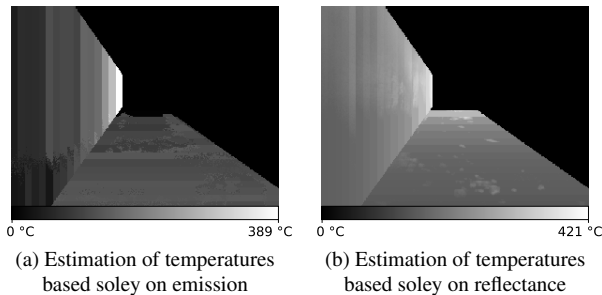 0 °C 389 °C
0 °C 421 °C
(a) Estimation of temperatures
based soley on emission
(b) Estimation of temperatures
based soley on reflectance